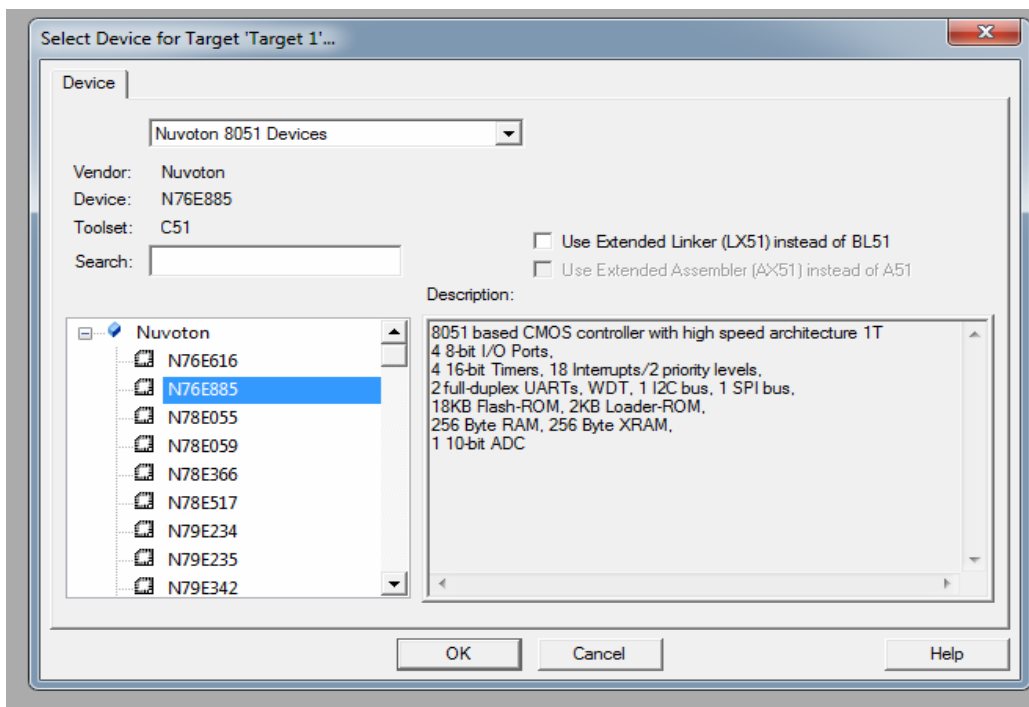 Select Device for Target 'Target 1'...
Device
Nuvoton 8051 Devices
Vendor: Nuvoton
Device: N76E885
Toolset: C51
Search:
Use Extended Linker (LX51) instead of BL51
Use Extended Assembler (AX51) instead of A51
Description:
Nuvoton
N76E616
N76E885
N78E055
N78E059
N78E366
N78E517
N79E234
N79E235
N79E342
8051 based CMOS controller with high speed architecture 1T
4 8-bit I/O Ports,
4 16-bit Timers, 18 Interrupts/2 priority levels,
2 full-duplex UARTs, WDT, 1 I2C bus, 1 SPI bus,
18KB Flash-ROM, 2KB Loader-ROM,
256 Byte RAM, 256 Byte XRAM,
1 10-bit ADC
OK
Cancel
Help